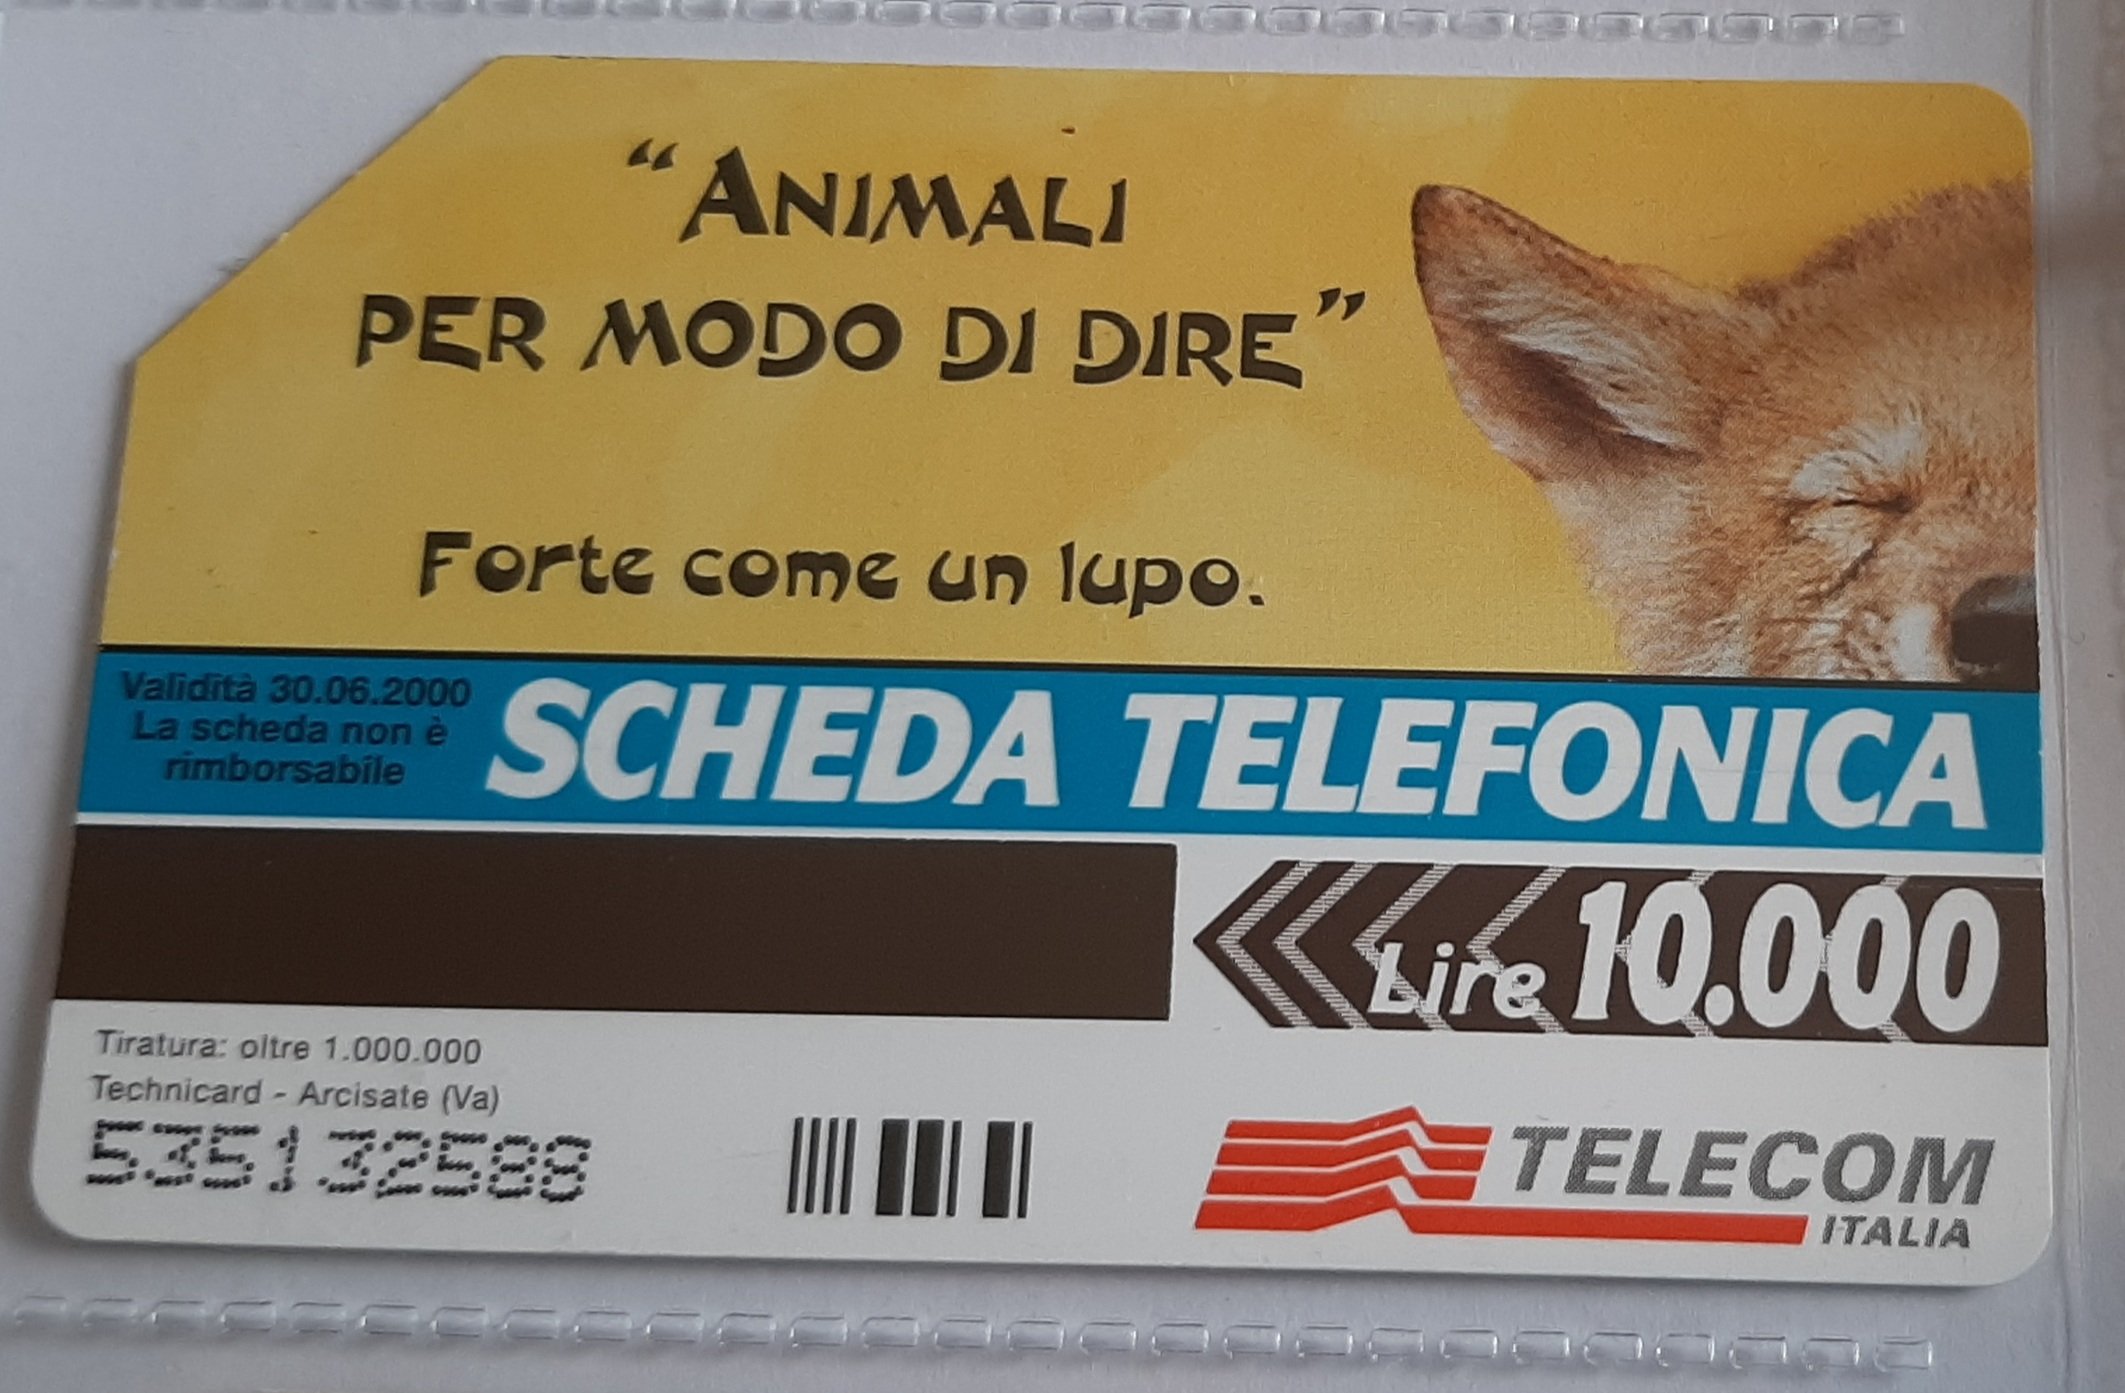 “ANIMALI
PER MODO DI DIRE”
Forte come un lupo.
Validità 30.06.2000
La scheda non è
rimborsabile
SCHEDA TELEFONICA
Lire 10.000
Tiratura: oltre 1.000.000
Technicard - Arcisate (Va)
535132588
TELECOM
ITALIA